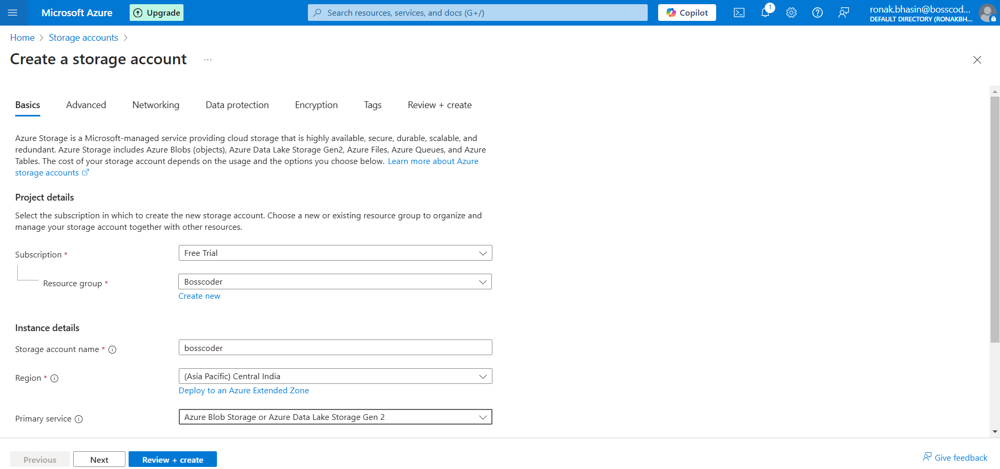 Microsoft Azure
Upgrade
Search resources, services, and docs (G+/)
Copilot
1
ronak.bhasin@bosscod...
DEFAULT DIRECTORY (RONAKBH...
Home > Storage accounts >
Create a storage account ...
Basics Advanced Networking Data protection Encryption Tags Review + create
Azure Storage is a Microsoft-managed service providing cloud storage that is highly available, secure, durable, scalable, and
redundant. Azure Storage includes Azure Blobs (objects), Azure Data Lake Storage Gen2, Azure Files, Azure Queues, and Azure
Tables. The cost of your storage account depends on the usage and the options you choose below. Learn more about Azure
storage accounts
Project details
Select the subscription in which to create the new storage account. Choose a new or existing resource group to organize and
manage your storage account together with other resources.
Subscription * Free Trial
Resource group * Bosscoder
Create new
Instance details
Storage account name * bosscoder
Region * (Asia Pacific) Central India
Deploy to an Azure Extended Zone
Primary service Azure Blob Storage or Azure Data Lake Storage Gen 2
Previous Next Review + create Give feedback